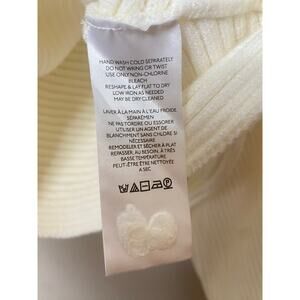 HAND WASH COLD SEPARATELY
DO NOT WRING OR TWIST
USE ONLY NON-CHLORINE
BLEACH
RESHAPE & LAY FLAT TO DRY
LOW IRON AS NEEDED
MAY BE DRY CLEANED
LAVER À LA MAIN À L'EAU FROIDE.
SÉPARÉMEN
NE PAS TORDRE OU ESSORER
UTILISER UN AGENT DE
BLANCHIMENT SANS CHLORE SI
NÉCESSAIRE
REMODELER ET SÉCHER À PLAT
REPASSER, AU BESOIN, À TRÈS
BASSE TEMPÉRATURE
PEUT-ÊTRE NETTOYÉE
A SEC